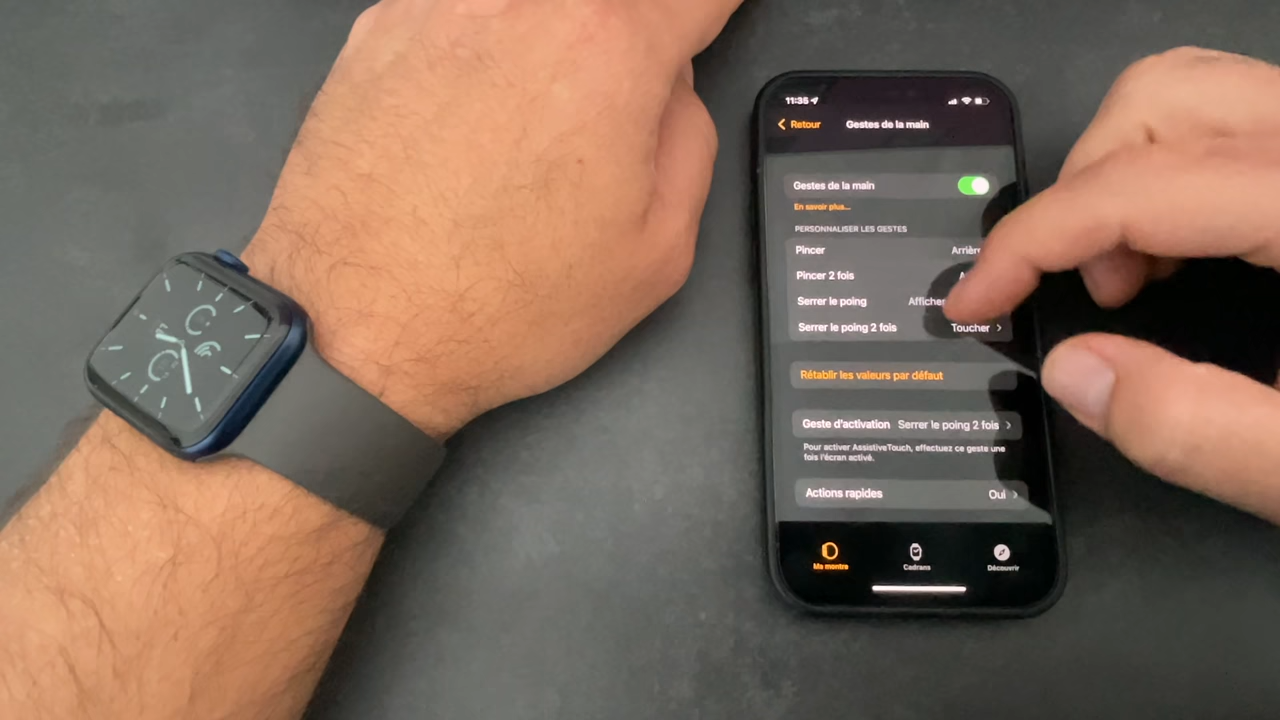 11:35
Retour Gestes de la main
Gestes de la main
En savoir plus...
PERSONNALISER LES GESTES
Pincer Arrière
Pincer 2 fois
Serrer le poing Afficher
Serrer le poing 2 fois Toucher
Rétablir les valeurs par défaut
Geste d'activation Serrer le poing 2 fois
Pour activer AssistiveTouch, effectuez ce geste une
fois l'écran activé.
Actions rapides Oui
Ma montre Cadrans Découvrir